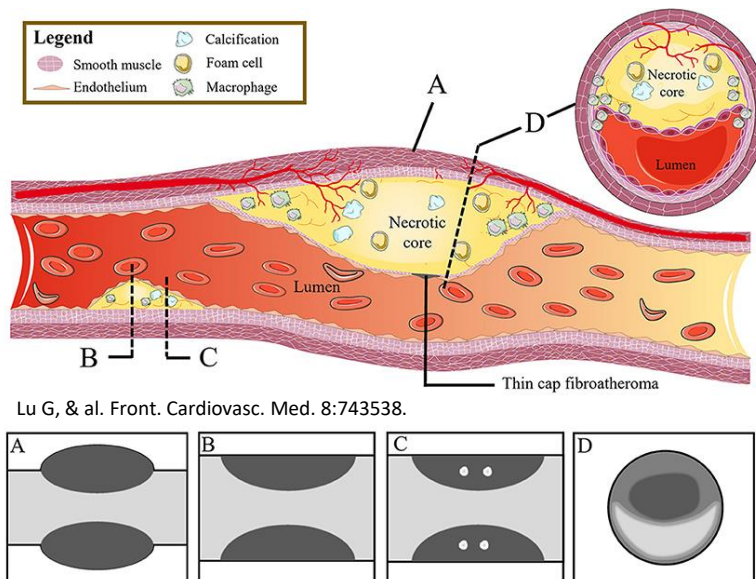 Legend
Calcification
Smooth muscle
Foam cell
Endothelium
Macrophage
A
D
Necrotic
core
Lumen
Necrotic
core
Lumen
B
C
Thin cap fibroatheroma
Lu G, & al. Front. Cardiovasc. Med. 8:743538.
A
B
C
D